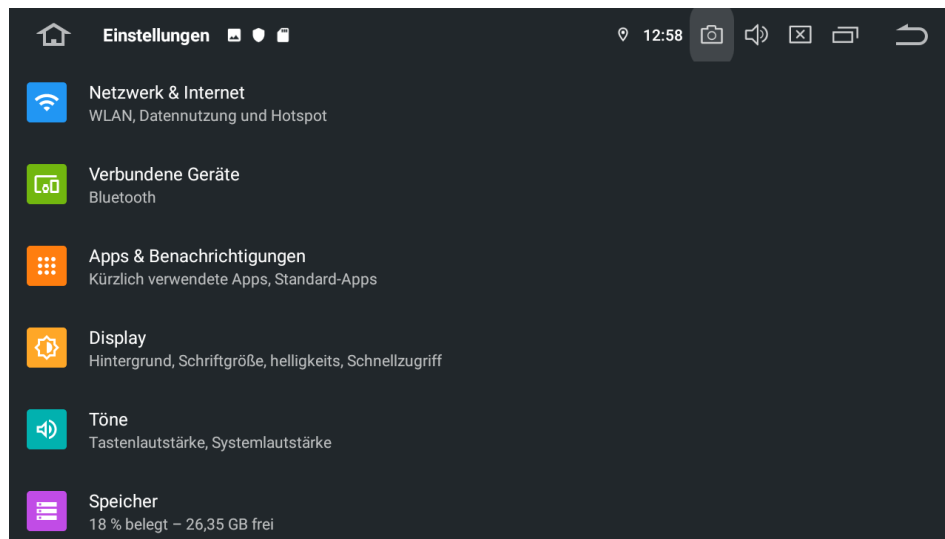 Einstellungen
12:58
Netzwerk & Internet
WLAN, Datennutzung und Hotspot
Verbundene Geräte
Bluetooth
Apps & Benachrichtigungen
Kürzlich verwendete Apps, Standard-Apps
Display
Hintergrund, Schriftgröße, helligkeits, Schnellzugriff
Töne
Tastenlautstärke, Systemlautstärke
Speicher
18 % belegt – 26,35 GB frei